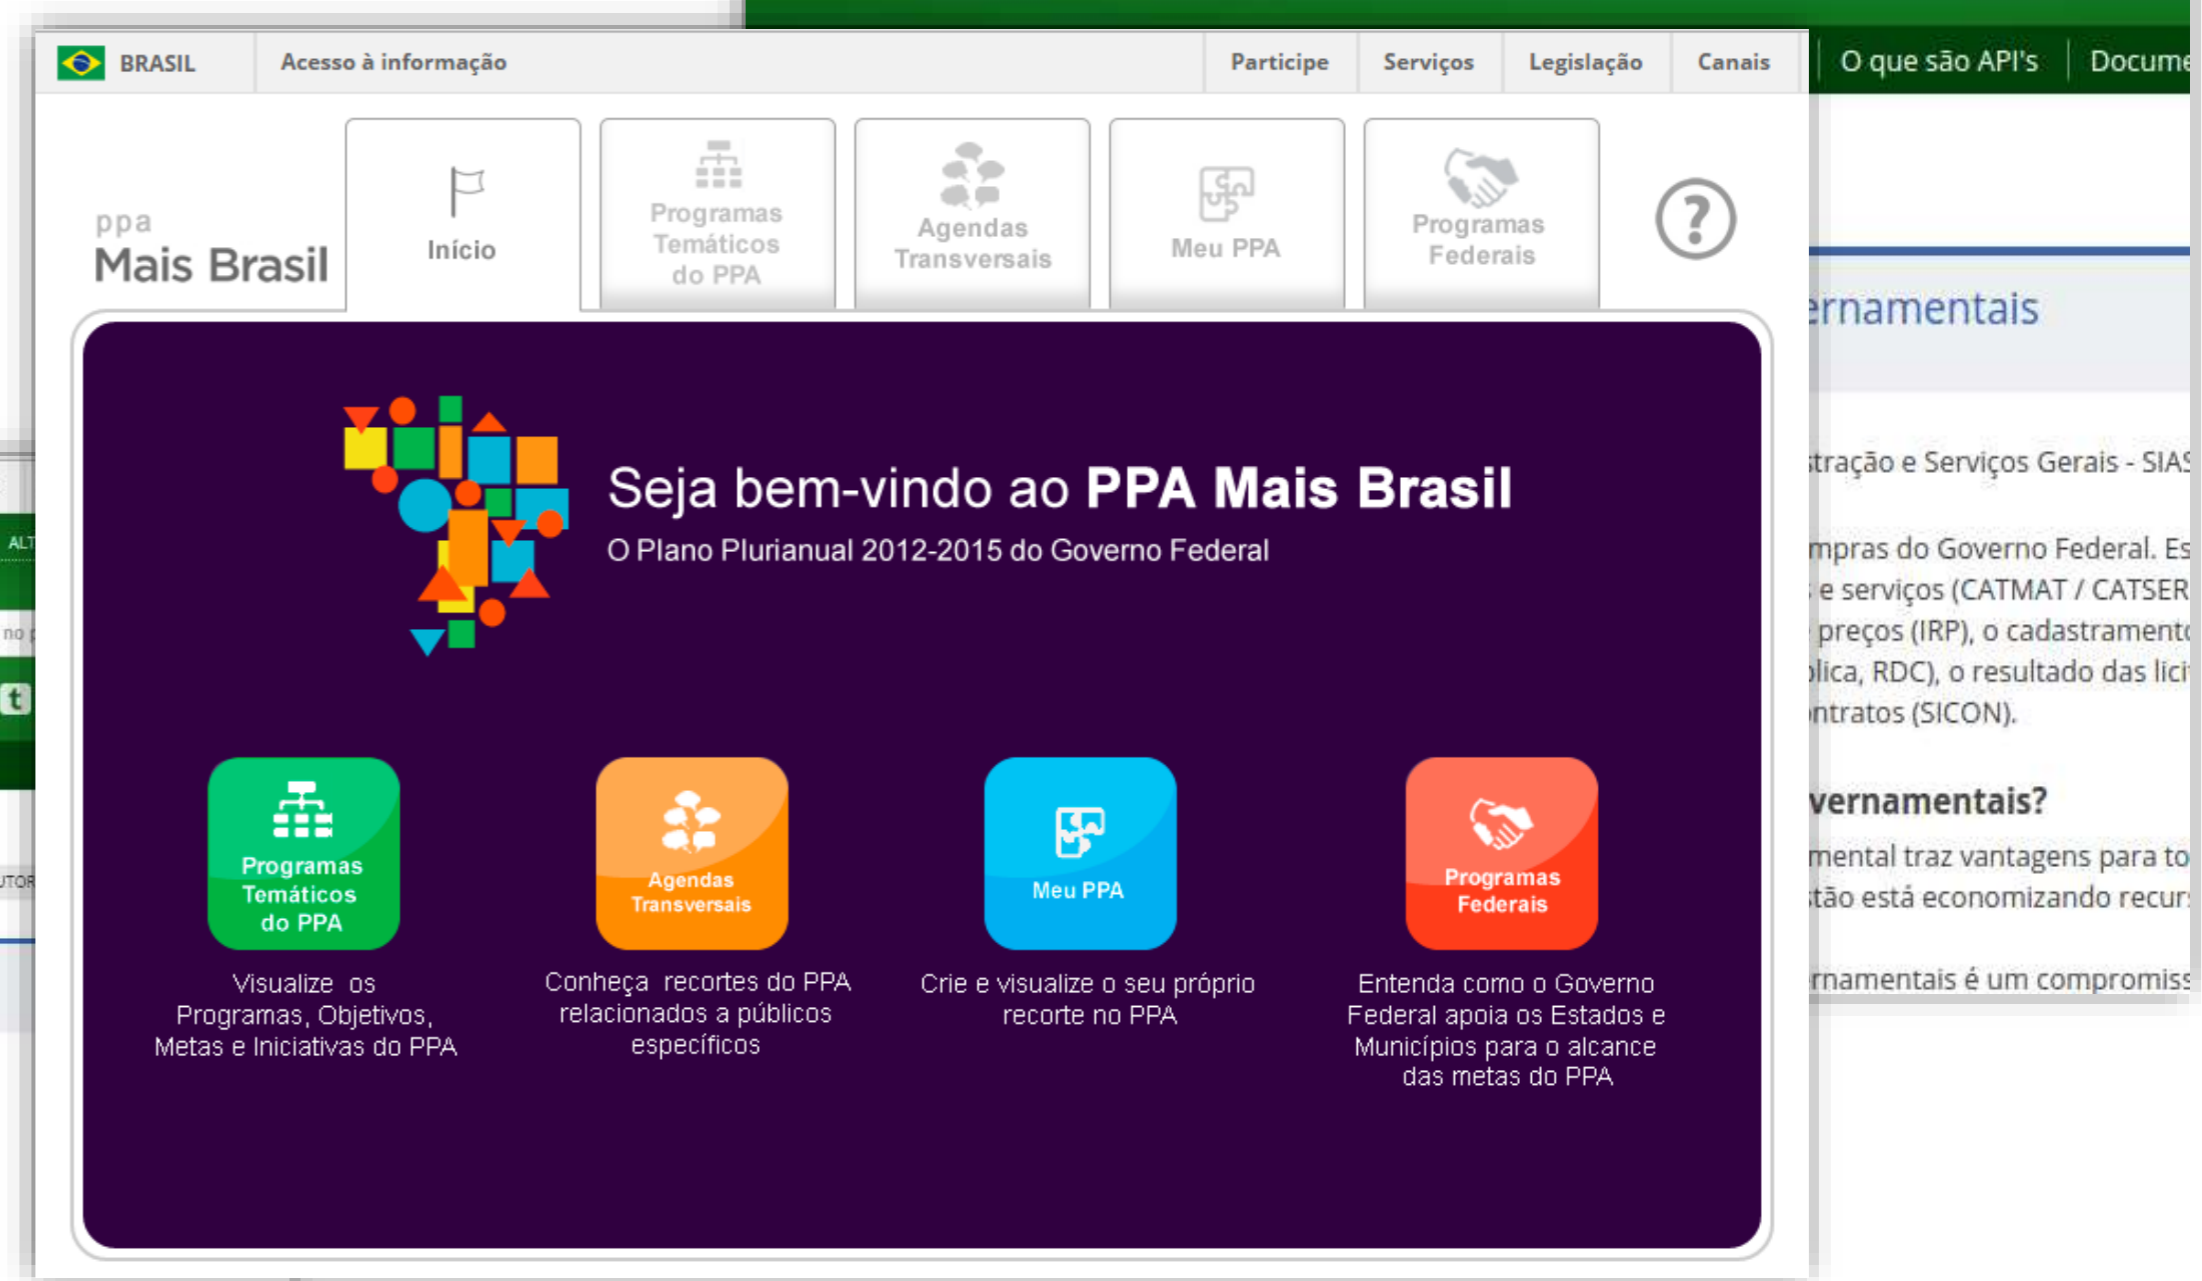 BRASIL
Acesso à informação
Participe
Serviços
Legislação
Canais
O que são API's
ppa
Mais Brasil
Início
Programas
Temáticos
do PPA
Agendas
Transversais
Meu PPA
Programas
Federais
?
Seja bem-vindo ao PPA Mais Brasil
O Plano Plurianual 2012-2015 do Governo Federal
Programas
Temáticos
do PPA
Visualize os
Programas, Objetivos,
Metas e Iniciativas do PPA
Agendas
Transversais
Conheça recortes do PPA
relacionados a públicos
específicos
Meu PPA
Crie e visualize o seu próprio
recorte no PPA
Programas
Federais
Entenda como o Governo
Federal apoia os Estados e
Municípios para o alcance
das metas do PPA
ernamentais
tração e Serviços Gerais - SIAS
mpras do Governo Federal. Es
e serviços (CATMAT / CATSER
preços (IRP), o cadastramento
blica, RDC), o resultado das lici
ntratos (SICON).
vernamentais?
mental traz vantagens para to
tão está economizando recur
rnamentais é um compromiss
ALT
no p
t
UTOR